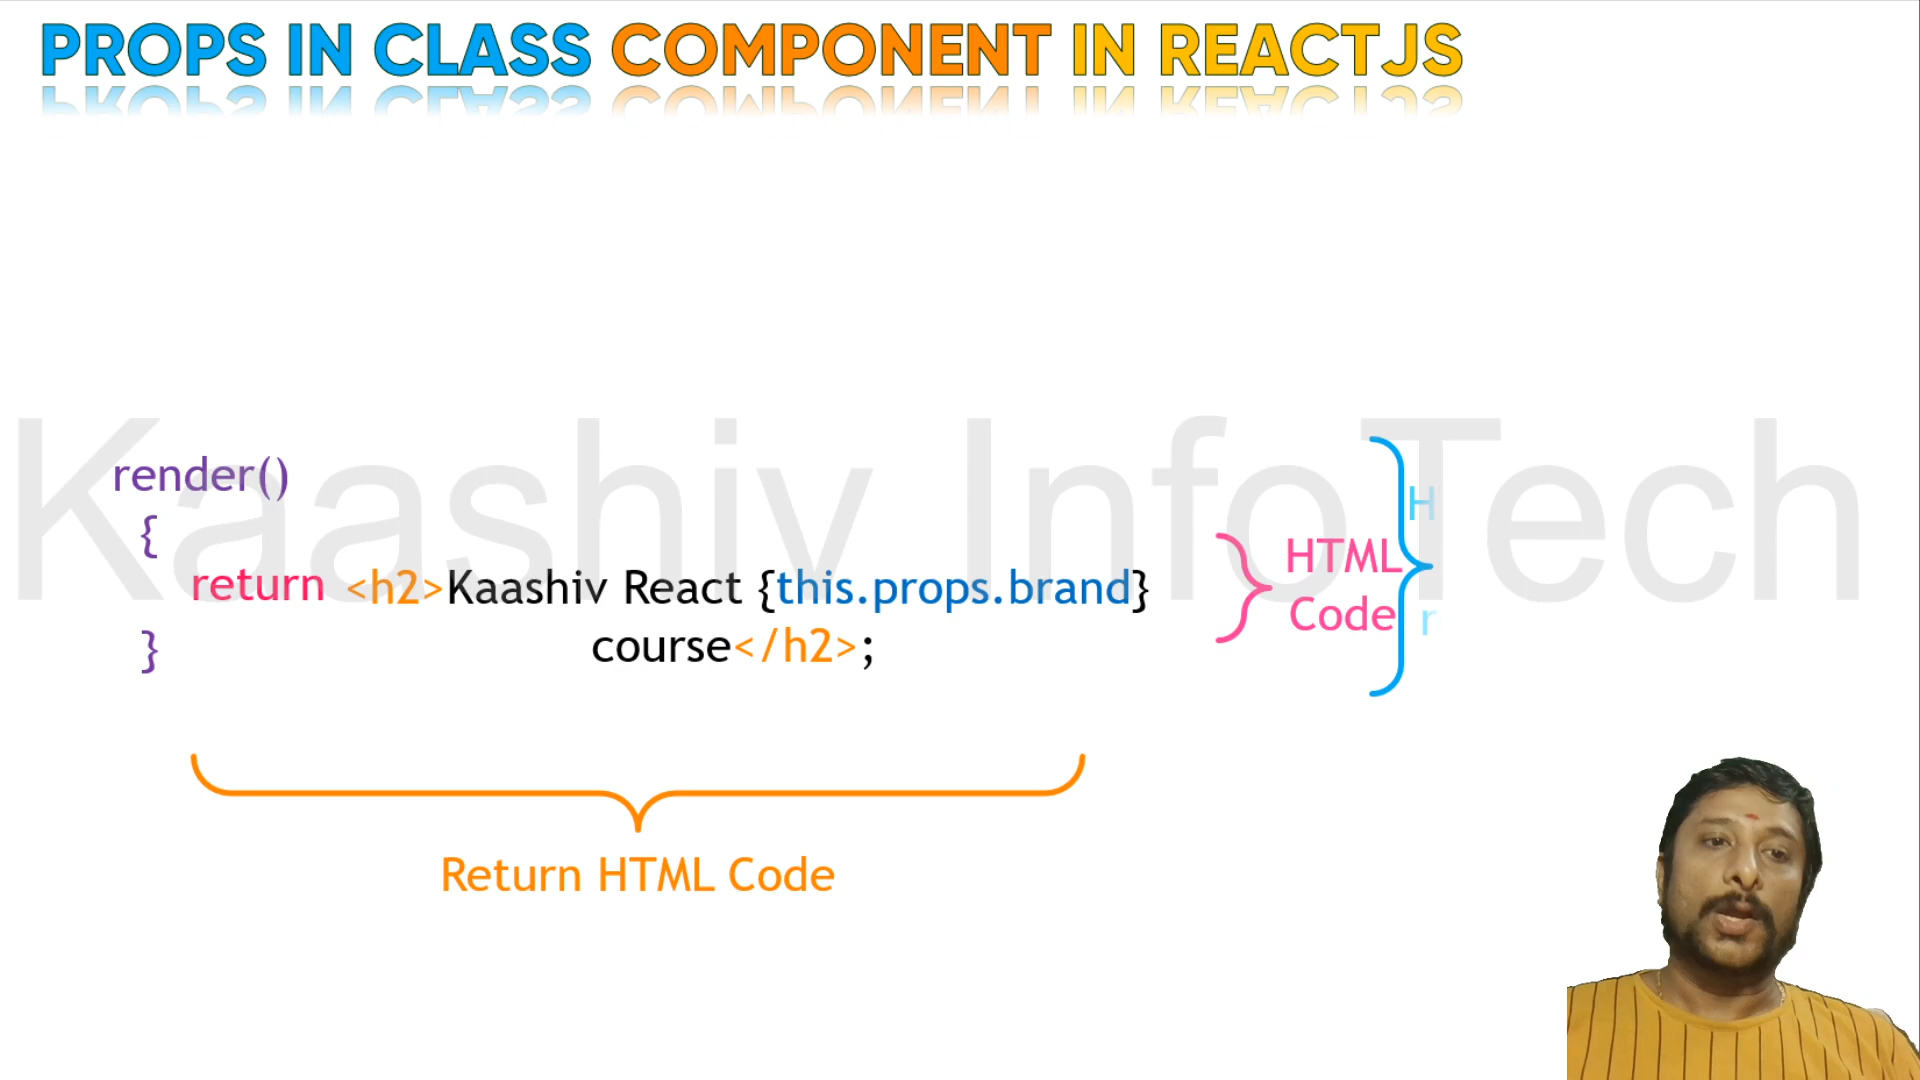 PROPS IN CLASS COMPONENT IN REACTJS
Kaashiv InfoTech
render()
{
return <h2>Kaashiv React {this.props.brand}
course</h2>;
}
HTML
Code
H
r
Return HTML Code